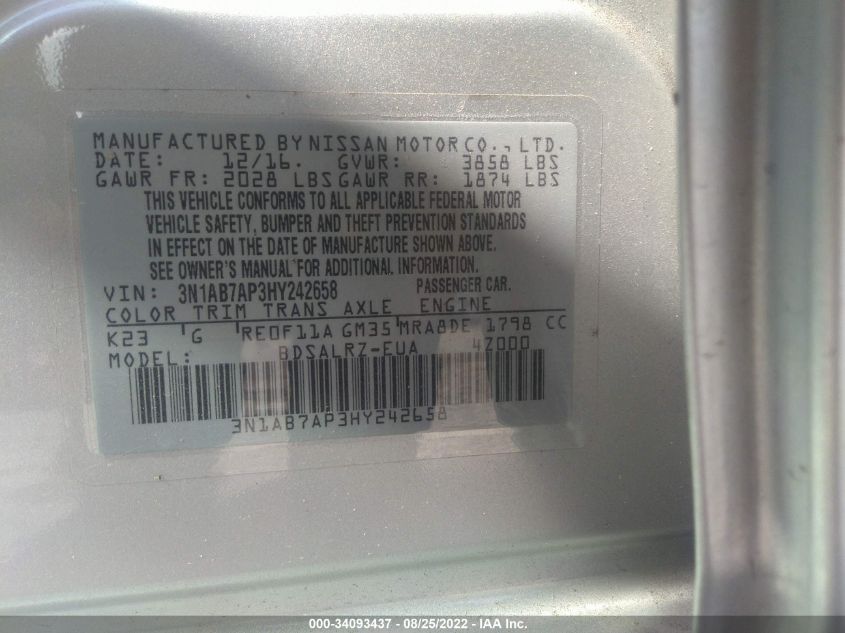 MANUFACTURED BY NISSAN MOTOR CO., LTD.
DATE: 12/16. GVWR: 3858 LBS
GAWR FR: 2028 LBS GAWR RR: 1874 LBS
THIS VEHICLE CONFORMS TO ALL APPLICABLE FEDERAL MOTOR
VEHICLE SAFETY, BUMPER AND THEFT PREVENTION STANDARDS
IN EFFECT ON THE DATE OF MANUFACTURE SHOWN ABOVE.
SEE OWNER'S MANUAL FOR ADDITIONAL INFORMATION.
VIN: 3N1AB7AP3HY242658 PASSENGER CAR.
COLOR TRIM TRANS AXLE ENGINE
K23 G RE0F11A GM35 MRA8DE 1798 CC
MODEL: BDSALRZ-EUA 4Z000
3N1AB7AP3HY242658
000-34093437 - 08/25/2022 - IAA Inc.